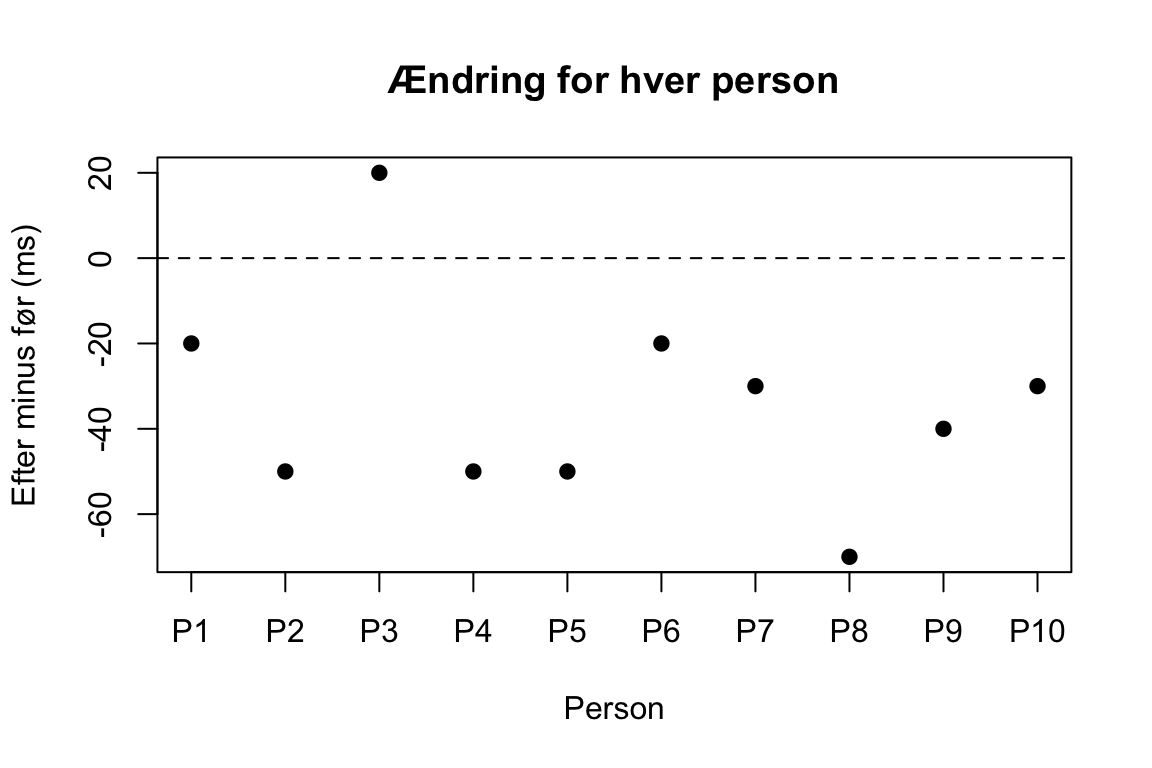 Ændring for hver person
Efter minus før (ms)
20
0
-20
-40
-60
P1 P2 P3 P4 P5 P6 P7 P8 P9 P10
Person